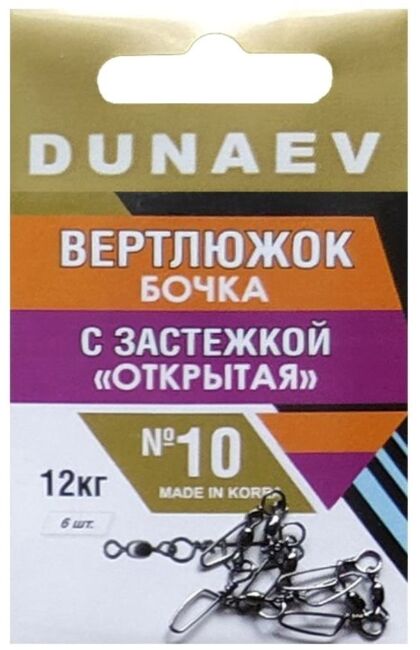 DUNAEV
ВЕРТЛЮЖОК
БОЧКА
С ЗАСТЕЖКОЙ
«ОТКРЫТАЯ»
№10
12кг
MADE IN KOREA
6 шт.